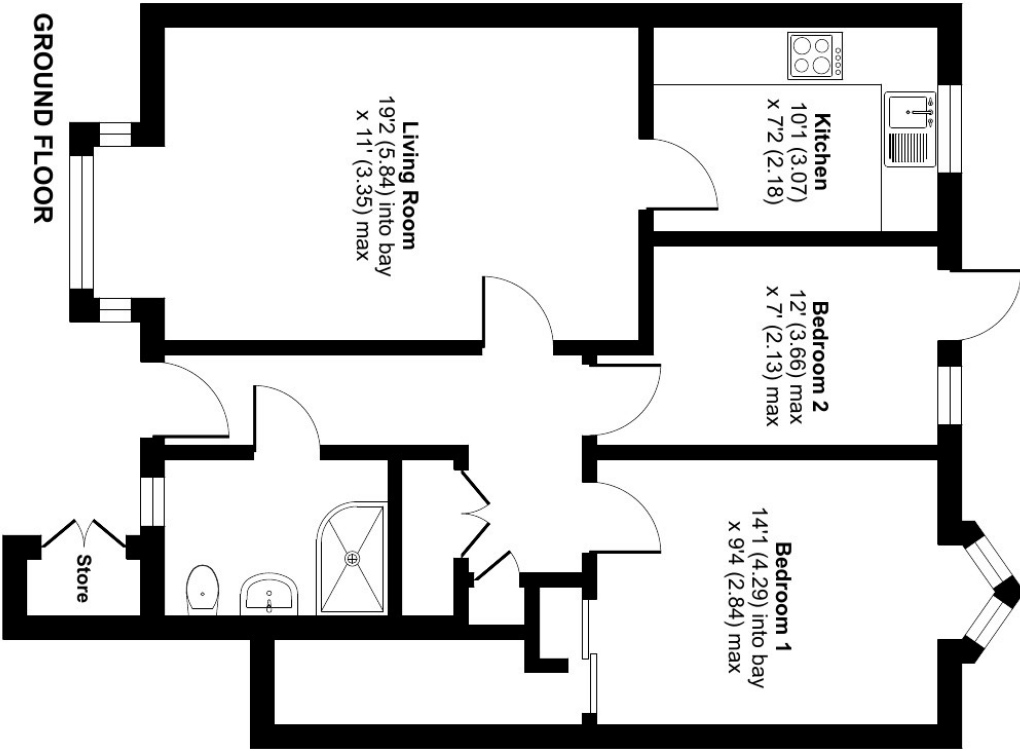 Kitchen
10'1 (3.07)
x 7'2 (2.18)
Living Room
19'2 (5.84) into bay
x 11' (3.35) max
Bedroom 2
12' (3.66) max
x 7' (2.13) max
Bedroom 1
14'1 (4.29) into bay
x 9'4 (2.84) max
Store
GROUND FLOOR